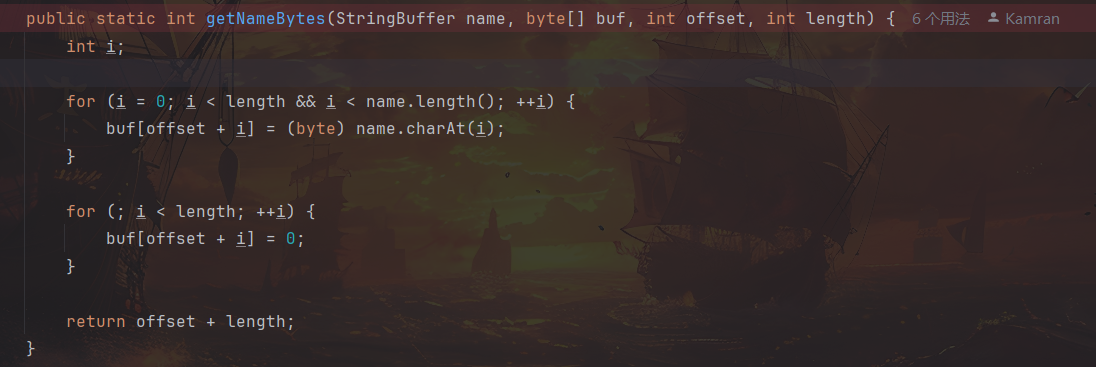 public static int getNameBytes(StringBuffer name, byte[] buf, int offset, int length) { 6 个用法 Kamran
int i;
for (i = 0; i < length && i < name.length(); ++i) {
buf[offset + i] = (byte) name.charAt(i);
}
for (; i < length; ++i) {
buf[offset + i] = 0;
}
return offset + length;
}